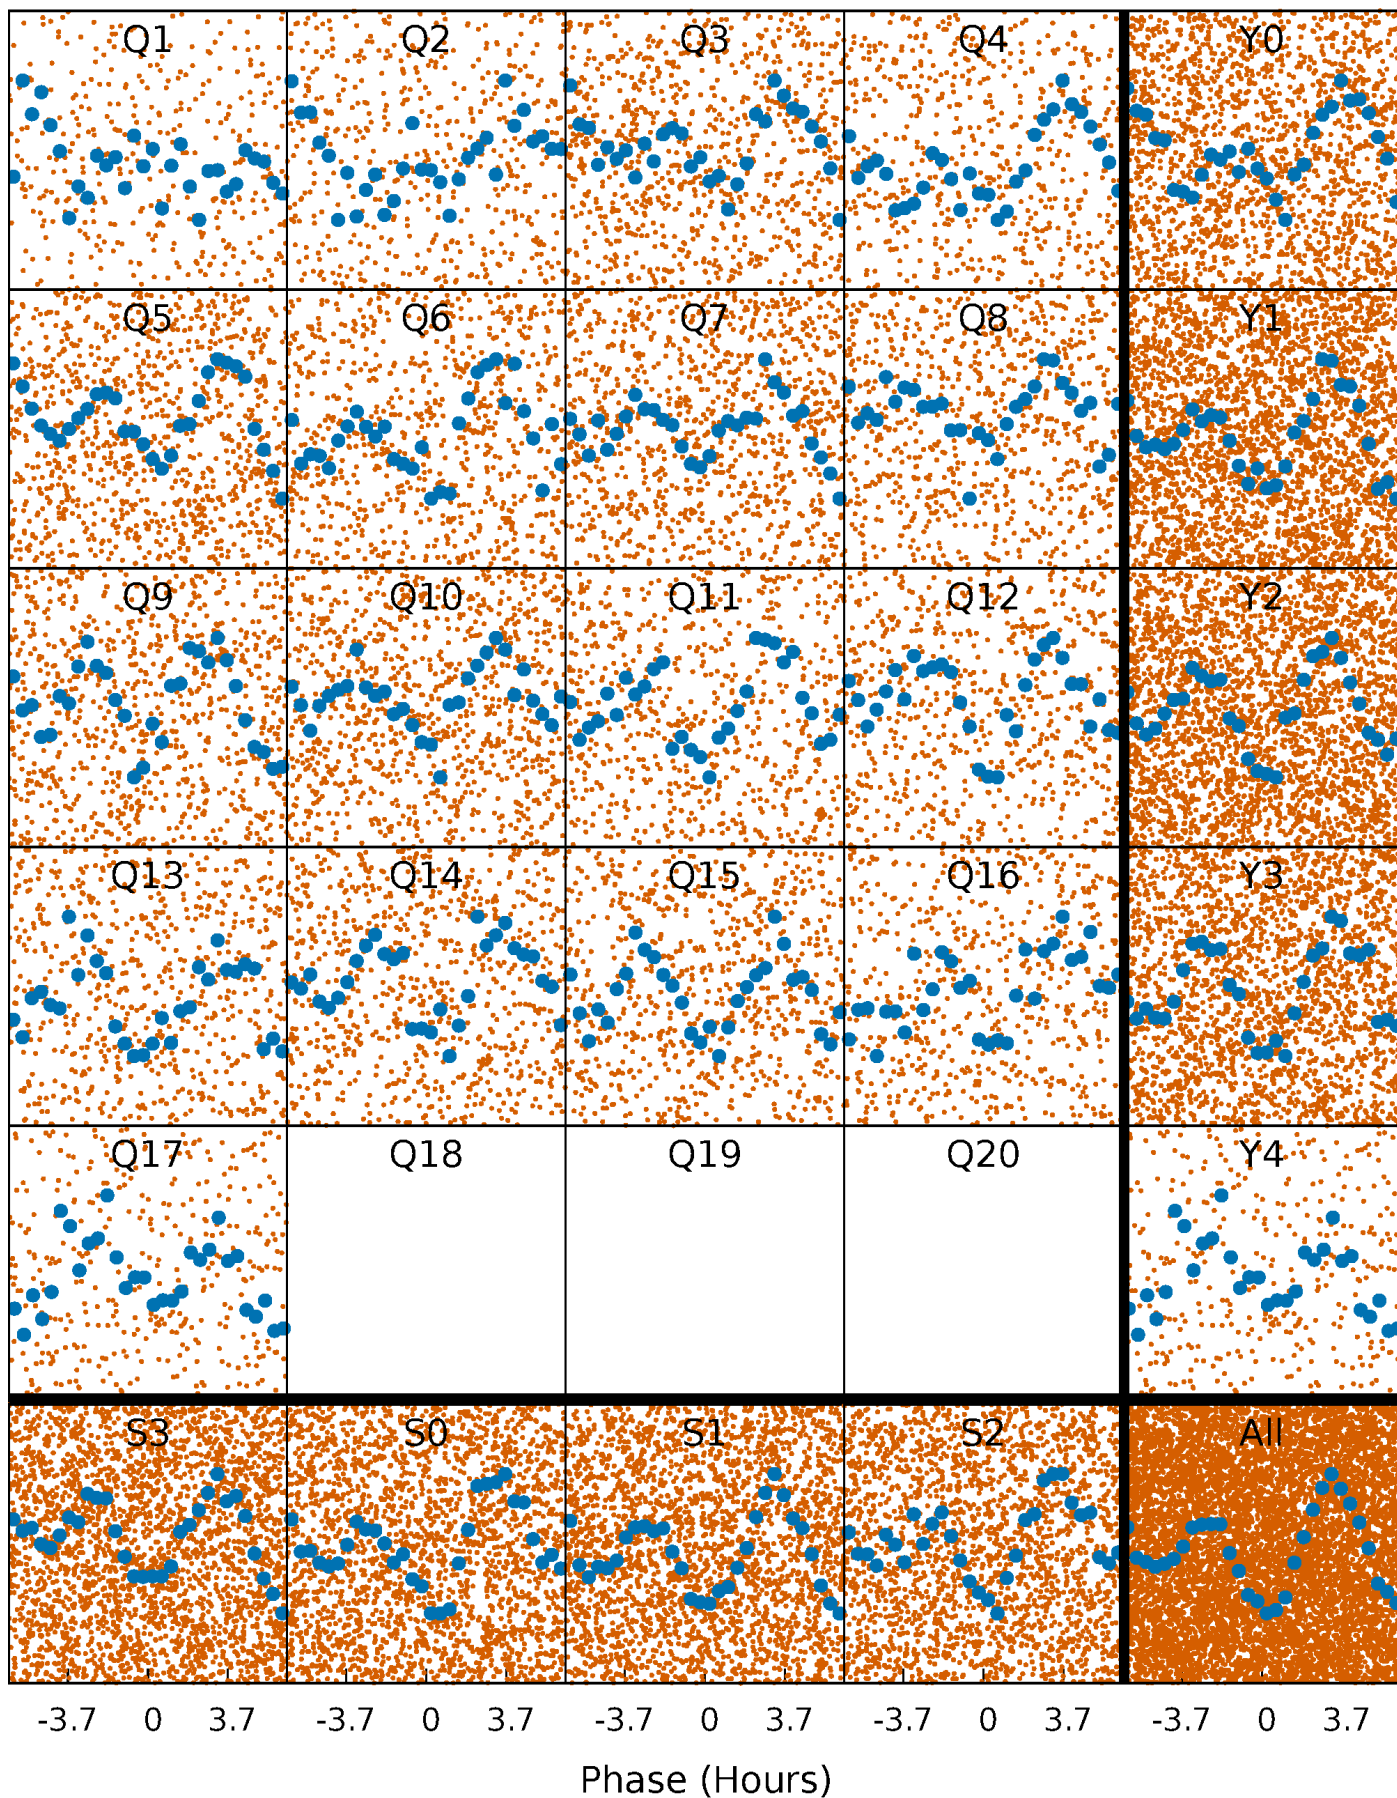 Q1 Q2 Q3 Q4 Y0
Q5 Q6 Q7 Q8 Y1
Q9 Q10 Q11 Q12 Y2
Q13 Q14 Q15 Q16 Y3
Q17 Q18 Q19 Q20 Y4
S3 S0 S1 S2 All
-3.7 0 3.7 -3.7 0 3.7 -3.7 0 3.7 -3.7 0 3.7 -3.7 0 3.7
Phase (Hours)